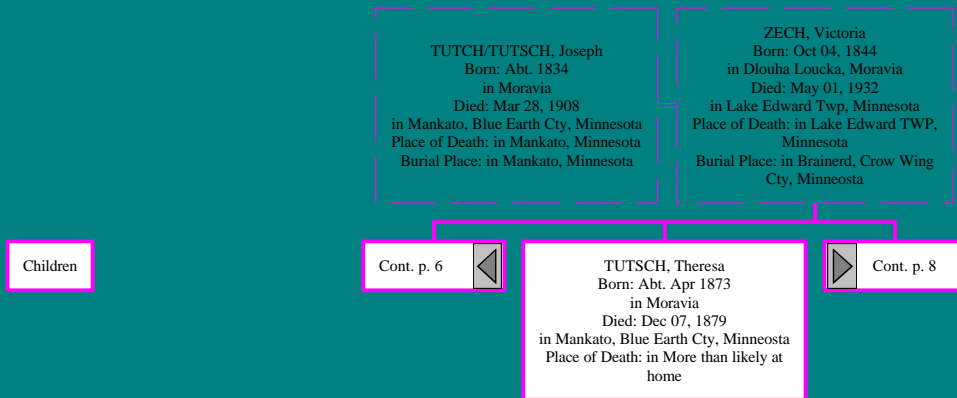 TUTCH/TUTSCH, Joseph
Born: Abt. 1834
in Moravia
Died: Mar 28, 1908
in Mankato, Blue Earth Cty, Minnesota
Place of Death: in Mankato, Minnesota
Burial Place: in Mankato, Minnesota
ZECH, Victoria
Born: Oct 04, 1844
in Dlouha Loucka, Moravia
Died: May 01, 1932
in Lake Edward Twp, Minnesota
Place of Death: in Lake Edward TWP,
Minnesota
Burial Place: in Brainerd, Crow Wing
Cty, Minneosta
Children
Cont. p. 6
TUTSCH, Theresa
Born: Abt. Apr 1873
in Moravia
Died: Dec 07, 1879
in Mankato, Blue Earth Cty, Minneosta
Place of Death: in More than likely at
home
Cont. p. 8